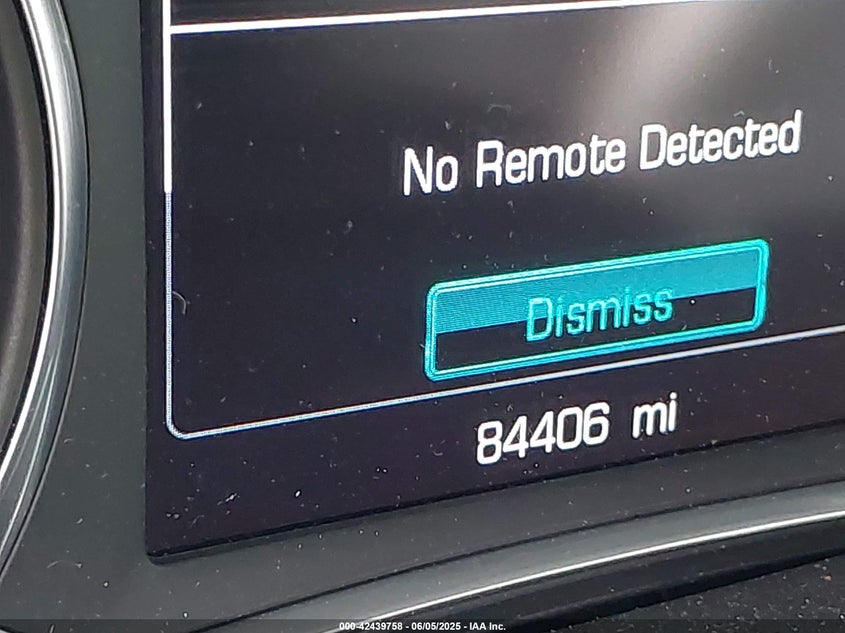 No Remote Detected
Dismiss
84406 mi
000-42439758 - 06/05/2025 - IAA Inc.